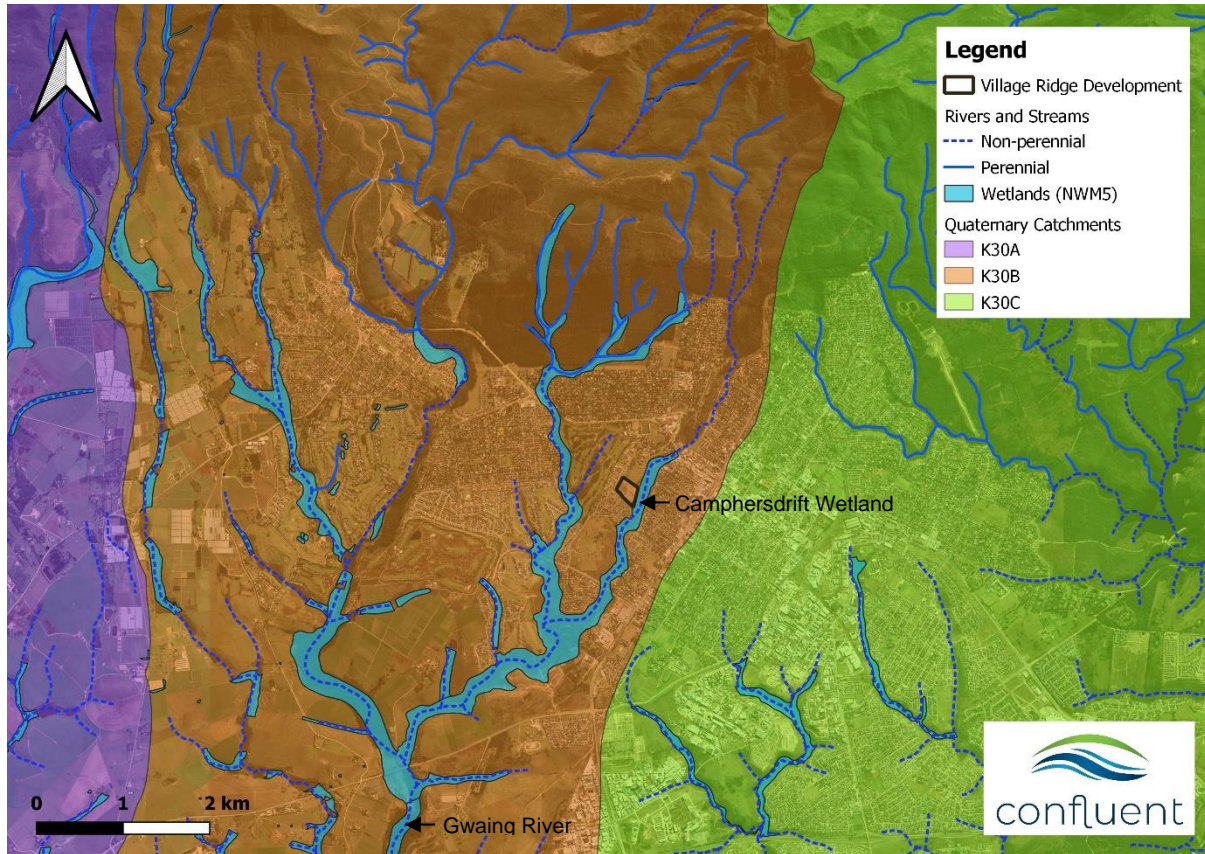 Legend
Village Ridge Development
Rivers and Streams
Non-perennial
Perennial
Wetlands (NWM5)
Quaternary Catchments
K30A
K30B
K30C
Camphersdrift Wetland
0 1 2 km
Gwaing River
confluent